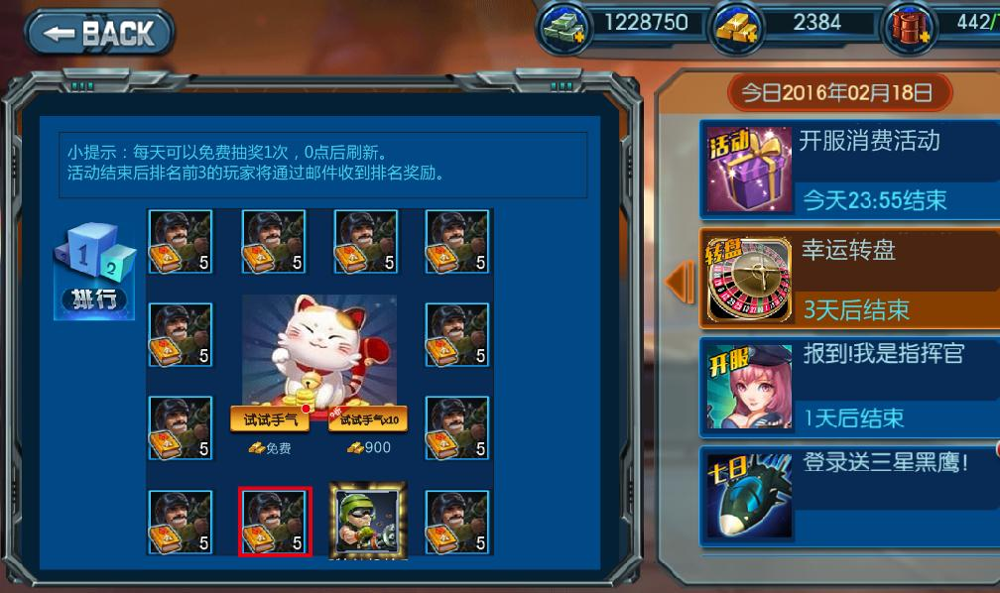 BACK
1228750
2384
442/
今日2016年02月18日
小提示：每天可以免费抽奖1次，0点后刷新。
活动结束后排名前3的玩家将通过邮件收到排名奖励。
活动
开服消费活动
今天23:55结束
1
2
排行
5
5
5
5
转盘
幸运转盘
3天后结束
5
5
试试手气
试试手气x10
免费
900
开服
报到!我是指挥官
1天后结束
5
5
七日
登录送三星黑鹰!
5
5
5